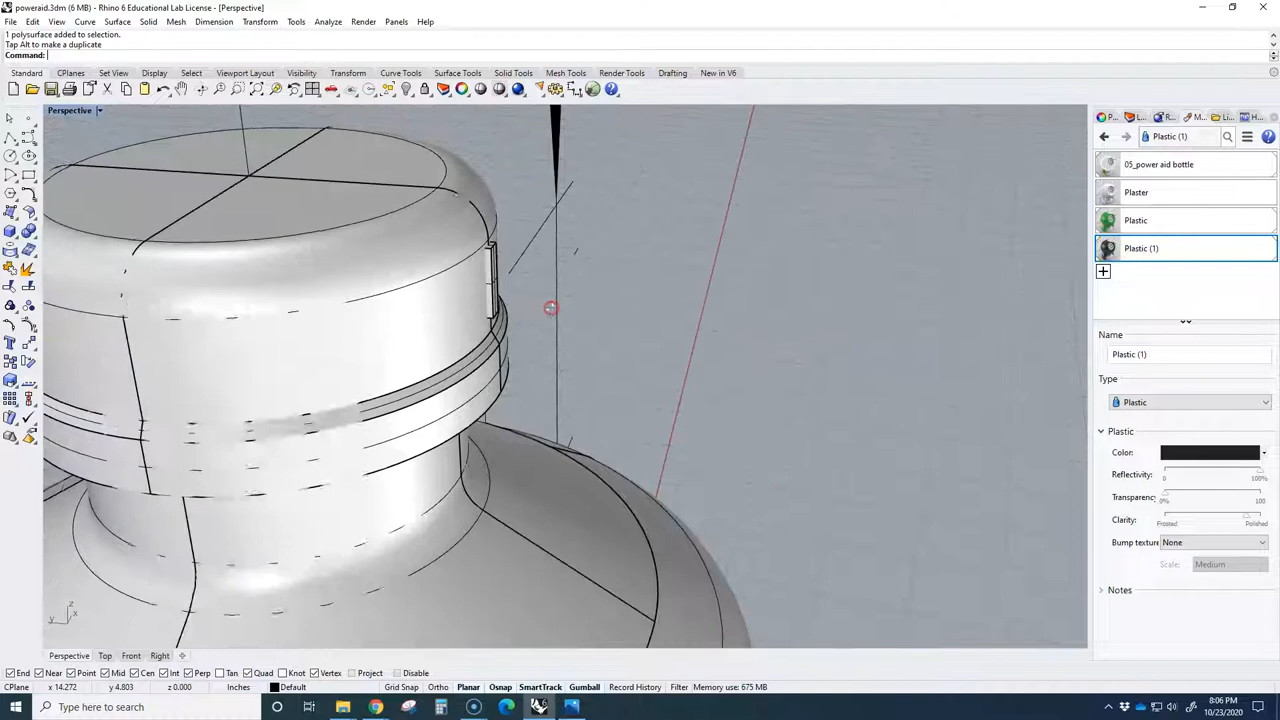 poweraid.3dm (6 MB) - Rhino 6 Educational Lab License - [Perspective]
File Edit View Curve Surface Solid Mesh Dimension Transform Tools Analyze Render Panels Help
1 polysurface added to selection.
Tap Alt to make a duplicate
Command:
Standard CPlanes Set View Display Select Viewport Layout Visibility Transform Curve Tools Surface Tools Solid Tools Mesh Tools Render Tools Drafting New in V6
Perspective
P... L... R... M... Li... H...
Plastic (1)
05_power aid bottle
Plaster
Plastic
Plastic (1)
Name
Plastic (1)
Type
Plastic
Plastic
Color:
Reflectivity:
0 100%
Transparency:
0% 100
Clarity:
Frosted Polished
Bump texture: None
Scale: Medium
Notes
z
y x
Perspective Top Front Right
End Near Point Mid Cen Int Perp Tan Quad Knot Vertex Project Disable
CPlane x 14.272 y 4.803 z 0.000 Inches Default Grid Snap Ortho Planar Osnap SmartTrack Gumball Record History Filter Memory use: 675 MB
Type here to search
8:06 PM
10/23/2020